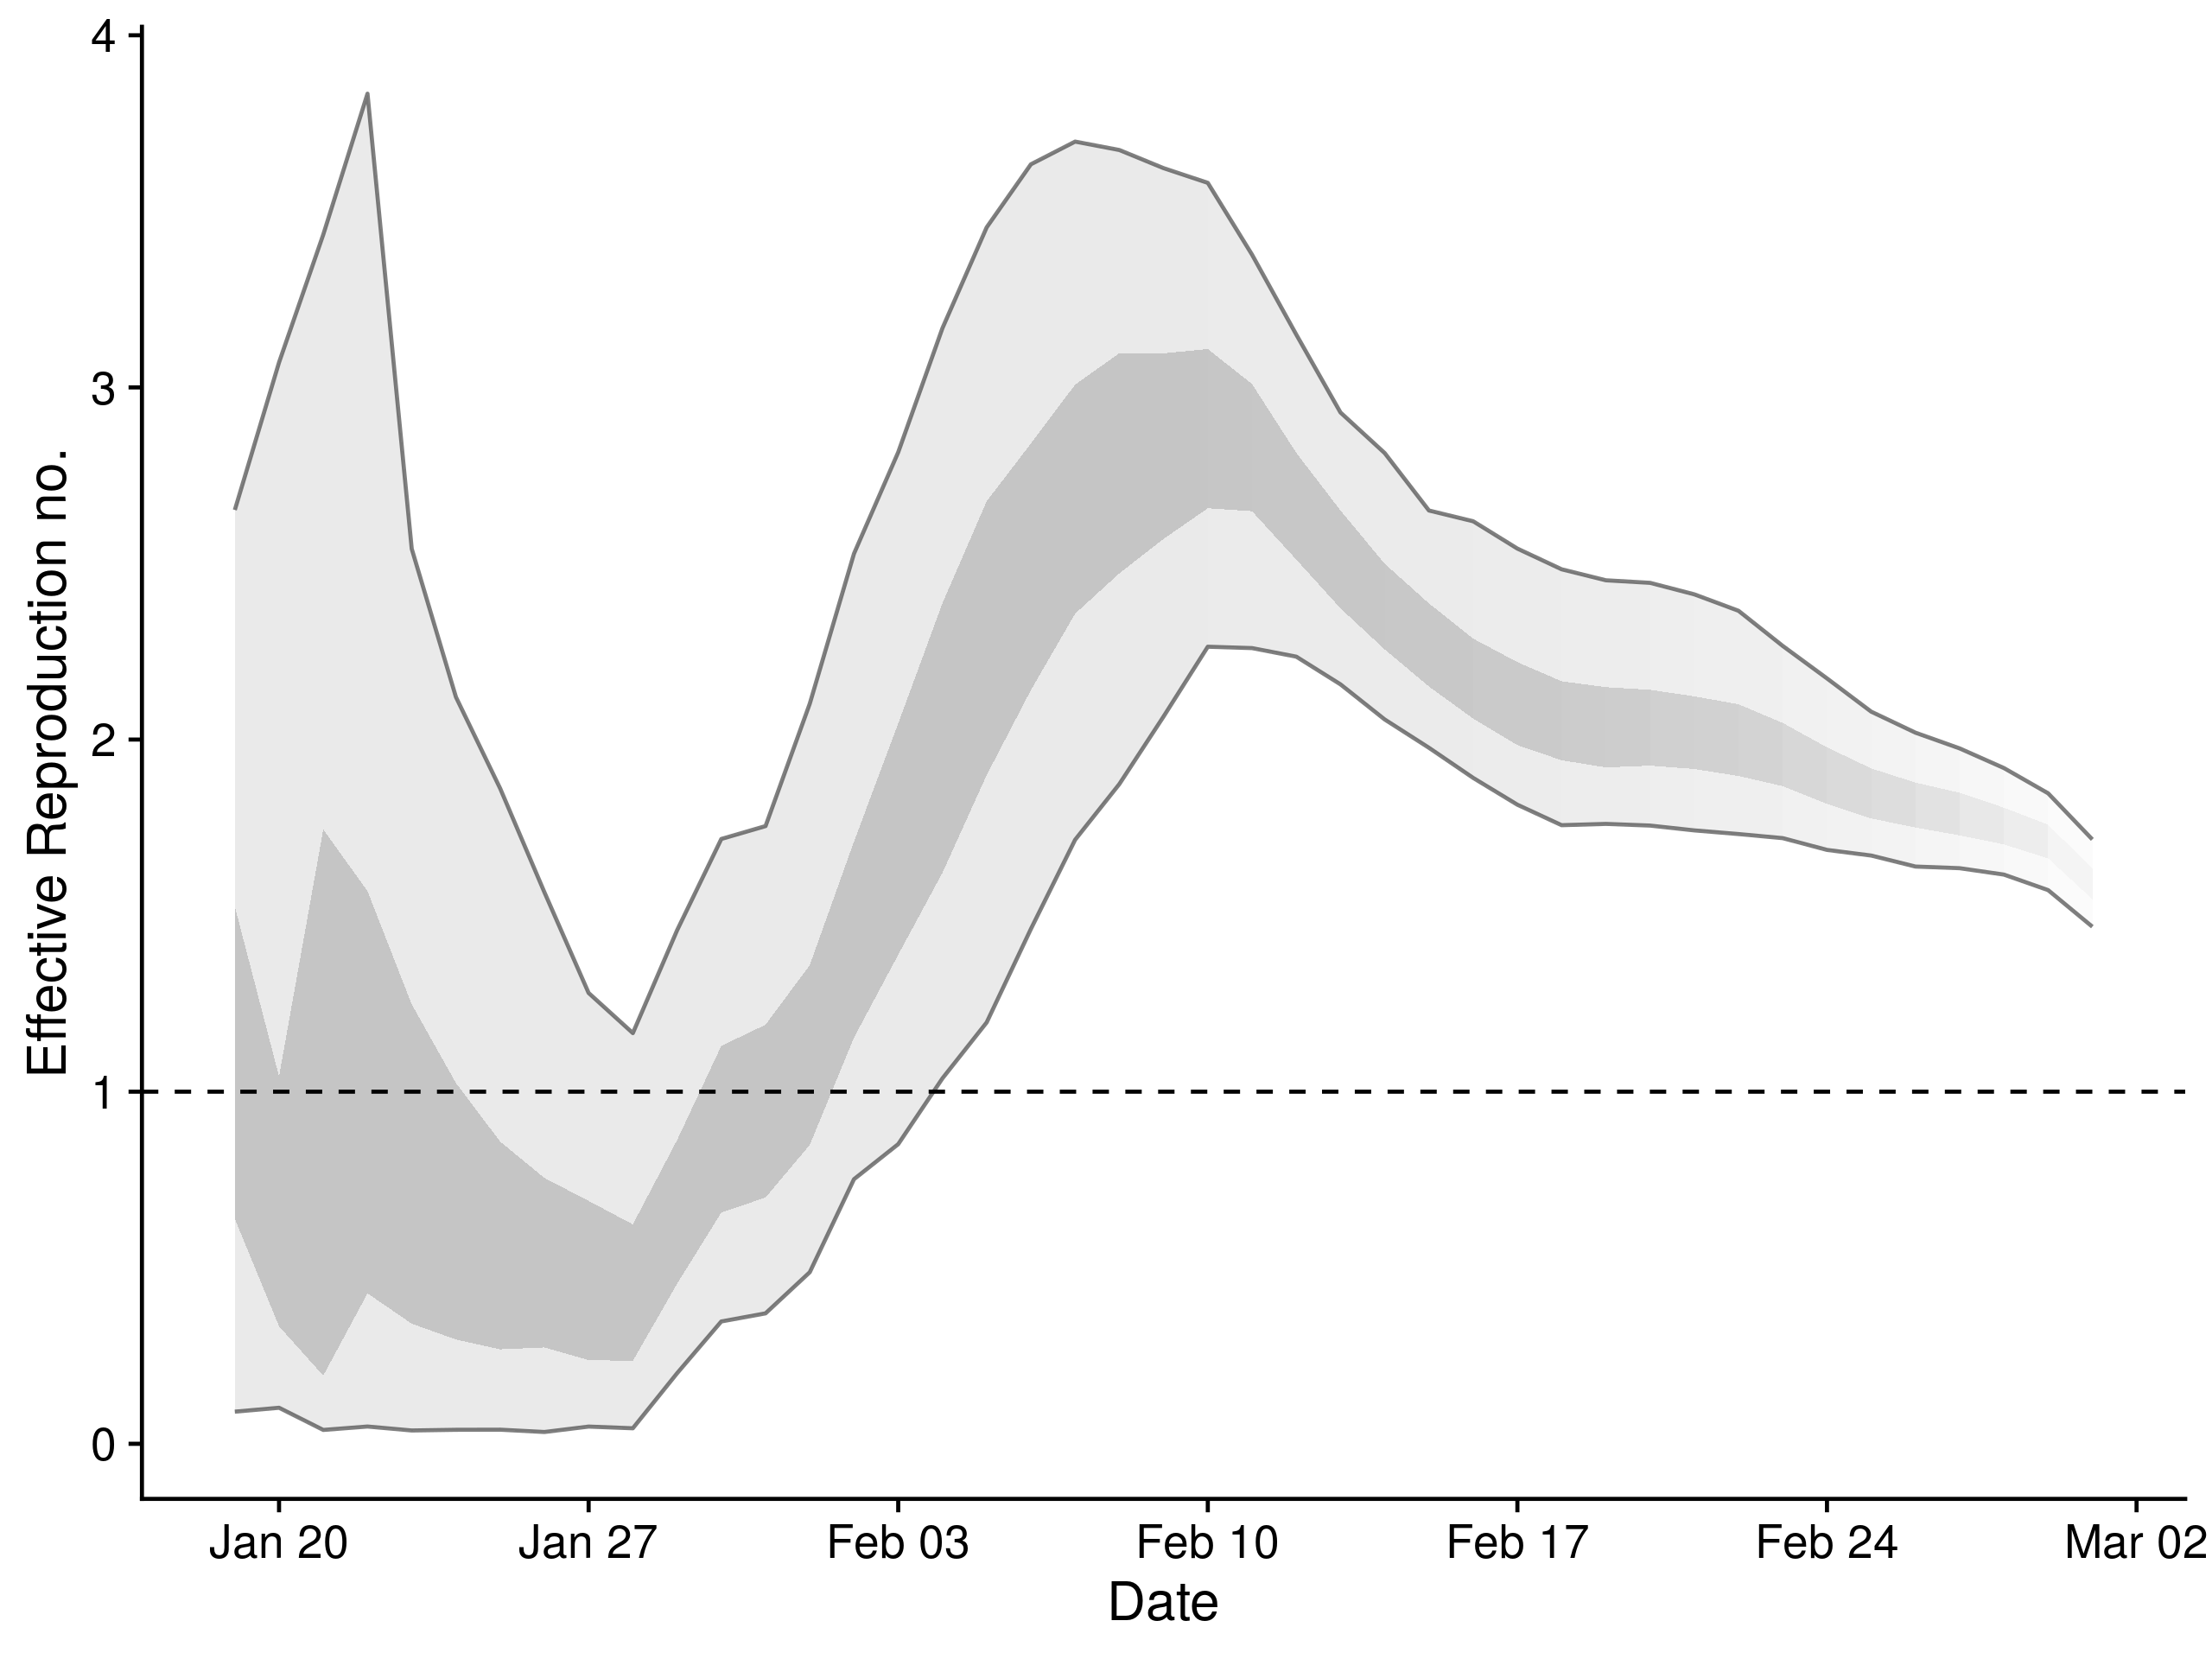 Effective Reproduction no.
4
3
2
1
0
Jan 20
Jan 27
Feb 03
Feb 10
Feb 17
Feb 24
Mar 02
Date